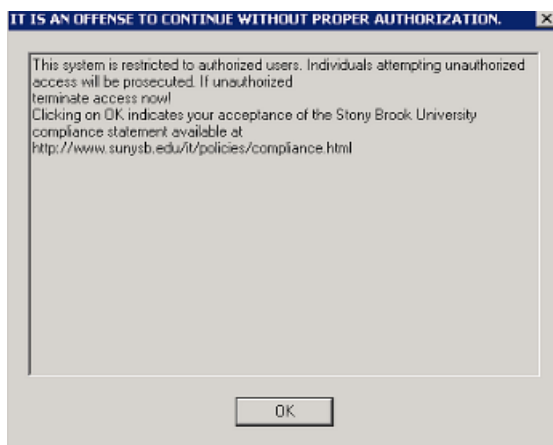 IT IS AN OFFENSE TO CONTINUE WITHOUT PROPER AUTHORIZATION.
This system is restricted to authorized users. Individuals attempting unauthorized
access will be prosecuted. If unauthorized
terminate access now!
Clicking on OK indicates your acceptance of the Stony Brook University
compliance statement available at
http://www.sunysb.edu/it/policies/compliance.html
OK